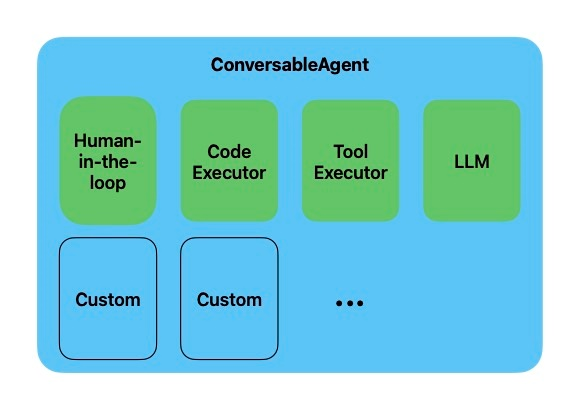 ConversableAgent
Human-
in-the-
loop
Code
Executor
Tool
Executor
LLM
Custom
Custom
...